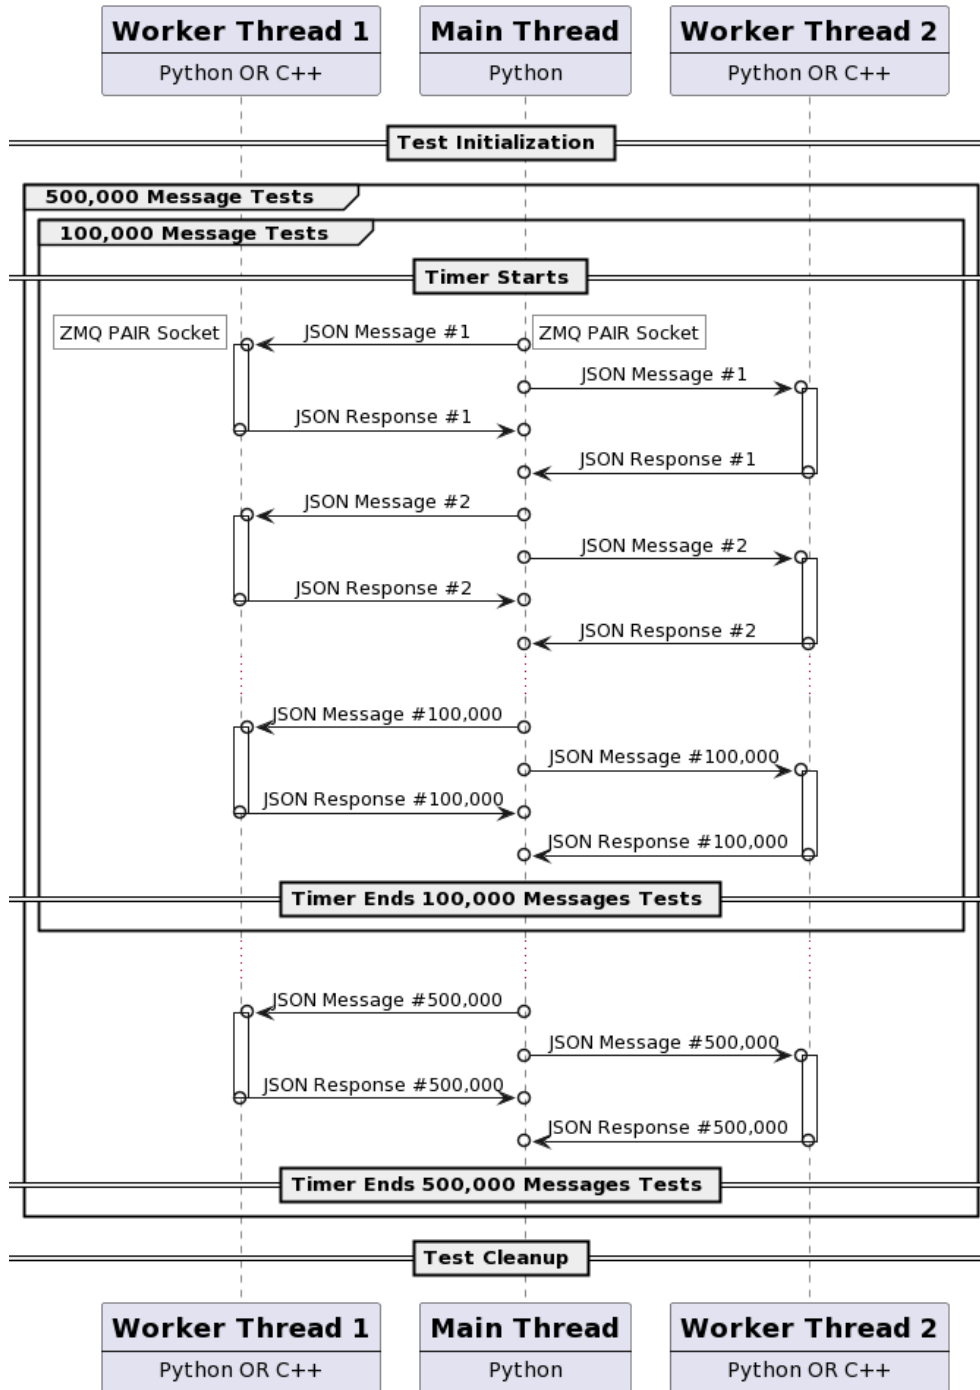 Worker Thread 1
Python OR C++
Main Thread
Python
Worker Thread 2
Python OR C++
Test Initialization
500,000 Message Tests
100,000 Message Tests
Timer Starts
ZMQ PAIR Socket
JSON Message #1
ZMQ PAIR Socket
JSON Message #1
JSON Response #1
JSON Response #1
JSON Message #2
JSON Message #2
JSON Response #2
JSON Response #2
JSON Message #100,000
JSON Message #100,000
JSON Response #100,000
JSON Response #100,000
Timer Ends 100,000 Messages Tests
JSON Message #500,000
JSON Message #500,000
JSON Response #500,000
JSON Response #500,000
Timer Ends 500,000 Messages Tests
Test Cleanup
Worker Thread 1
Python OR C++
Main Thread
Python
Worker Thread 2
Python OR C++